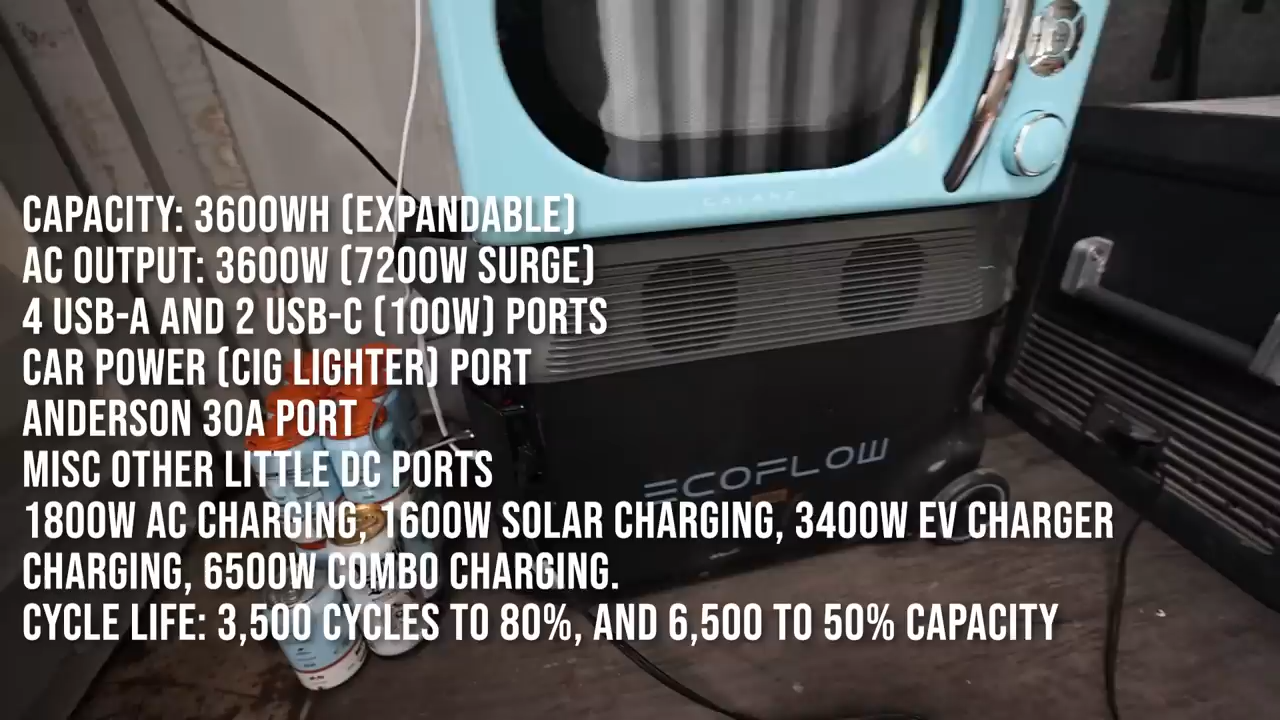 GALANZ
CAPACITY: 3600WH (EXPANDABLE)
AC OUTPUT: 3600W (7200W SURGE)
4 USB-A AND 2 USB-C (100W) PORTS
CAR POWER (CIG LIGHTER) PORT
ANDERSON 30A PORT
MISC OTHER LITTLE DC PORTS
ECOFLOW
1800W AC CHARGING, 1600W SOLAR CHARGING, 3400W EV CHARGER
CHARGING, 6500W COMBO CHARGING.
CYCLE LIFE: 3,500 CYCLES TO 80%, AND 6,500 TO 50% CAPACITY